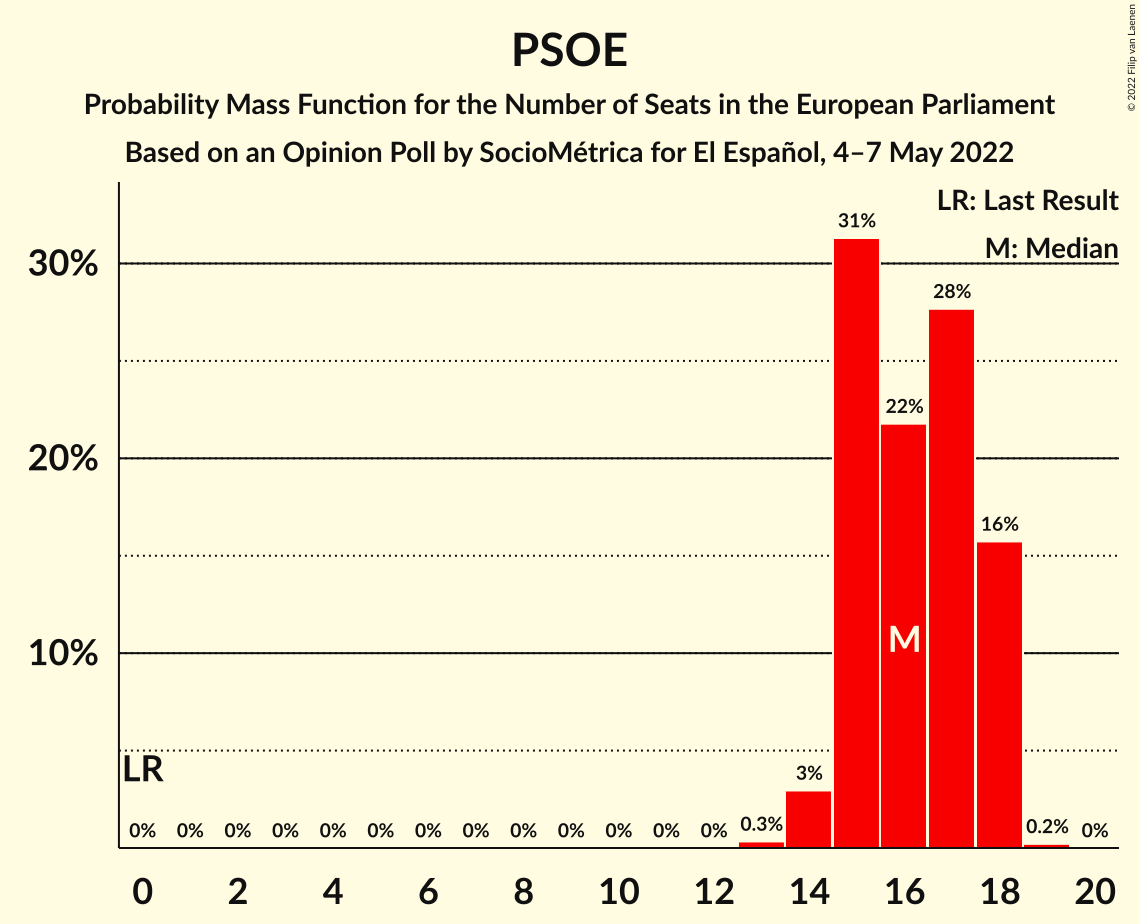 PSOE
Probability Mass Function for the Number of Seats in the European Parliament
Based on an Opinion Poll by SocioMétrica for El Español, 4–7 May 2022
© 2022 Filip van Laenen
LR: Last Result
M: Median
30%
20%
10%
LR
M
0% 0% 0% 0% 0% 0% 0% 0% 0% 0% 0% 0% 0% 0.3% 3% 31% 22% 28% 16% 0.2% 0%
0 2 4 6 8 10 12 14 16 18 20